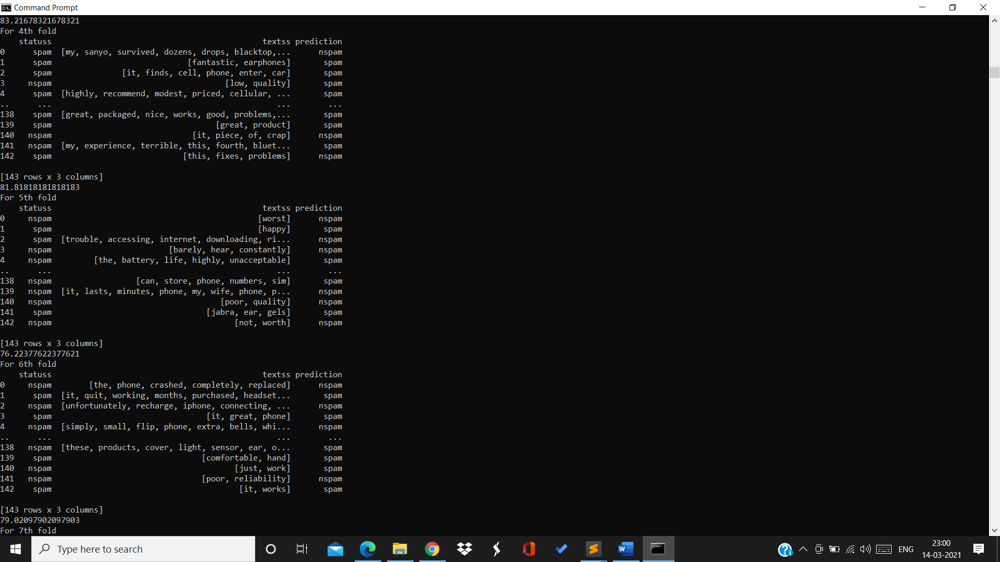 Command Prompt
83.21678321678321
For 4th fold
    statuss                                             textss prediction
0      spam  [my, sanyo, survived, dozens, drops, blacktop,...      nspam
1      spam                             [fantastic, earphones]       spam
2      spam               [it, finds, cell, phone, enter, car]       spam
3     nspam                                     [low, quality]       spam
4      spam  [highly, recommend, modest, priced, cellular, ...       spam
..      ...                                                ...        ...
138    spam  [great, packaged, nice, works, good, problems,...       spam
139    spam                                   [great, product]       spam
140   nspam                              [it, piece, of, crap]      nspam
141   nspam  [my, experience, terrible, this, fourth, bluet...       spam
142    spam                            [this, fixes, problems]      nspam
[143 rows x 3 columns]
81.81818181818183
For 5th fold
    statuss                                             textss prediction
0     nspam                                            [worst]      nspam
1      spam                                            [happy]       spam
2      spam  [trouble, accessing, internet, downloading, ri...      nspam
3     nspam                         [barely, hear, constantly]      nspam
4     nspam         [the, battery, life, highly, unacceptable]       spam
..      ...                                                ...        ...
138   nspam                  [can, store, phone, numbers, sim]       spam
139   nspam  [it, lasts, minutes, phone, my, wife, phone, p...      nspam
140   nspam                                    [poor, quality]      nspam
141    spam                                 [jabra, ear, gels]       spam
142   nspam                                       [not, worth]      nspam
[143 rows x 3 columns]
76.22377622377621
For 6th fold
    statuss                                             textss prediction
0     nspam        [the, phone, crashed, completely, replaced]      nspam
1      spam  [it, quit, working, months, purchased, headset...       spam
2     nspam  [unfortunately, recharge, iphone, connecting, ...      nspam
3      spam                                 [it, great, phone]       spam
4     nspam  [simply, small, flip, phone, extra, bells, whi...      nspam
..      ...                                                ...        ...
138   nspam  [these, products, cover, light, sensor, ear, o...       spam
139    spam                                [comfortable, hand]       spam
140   nspam                                       [just, work]       spam
141   nspam                                [poor, reliability]      nspam
142    spam                                        [it, works]       spam
[143 rows x 3 columns]
79.02097902097903
For 7th fold
Type here to search
ENG
23:00
14-03-2021